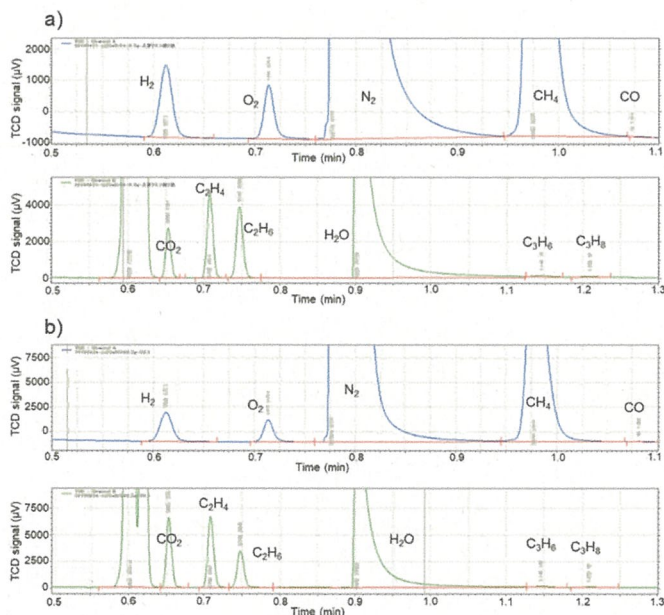 a)
TCD signal (µV)
2000
1000
0
-1000
H2
O2
N2
CH4
CO
0.5 0.6 0.7 0.8 0.9 1.0 1.1
Time (min)
TCD signal (µV)
4000
2000
0
CO2
C2H4
C2H6
H2O
C3H6
C3H8
0.5 0.6 0.7 0.8 0.9 1.0 1.1 1.2 1.3
Time (min)
b)
TCD signal (µV)
7500
5000
2500
0
H2
O2
N2
CH4
CO
0.5 0.6 0.7 0.8 0.9 1.0 1.1
Time (min)
TCD signal (µV)
7500
5000
2500
0
CO2
C2H4
C2H6
H2O
C3H6
C3H8
0.5 0.6 0.7 0.8 0.9 1.0 1.1 1.2 1.3
Time (min)